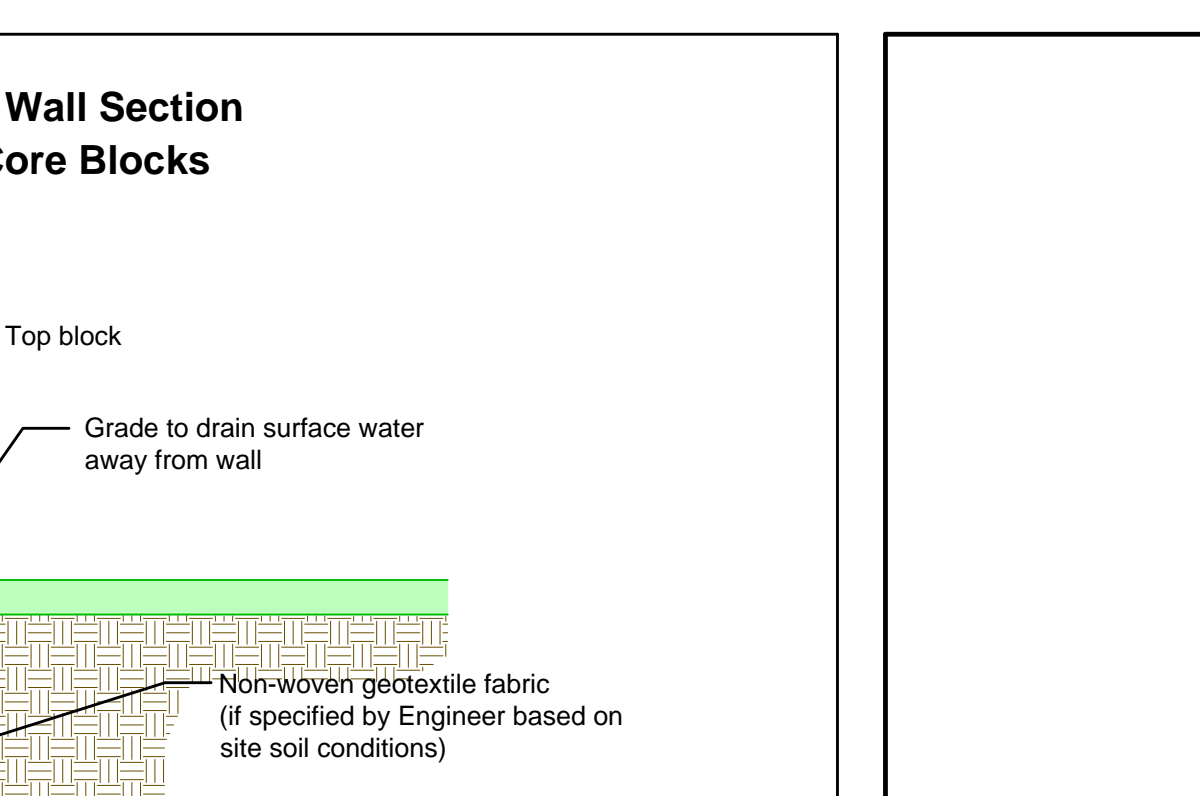 Wall Section
Core Blocks
Top block
Grade to drain surface water
away from wall
Non-woven geotextile fabric
(if specified by Engineer based on
site soil conditions)